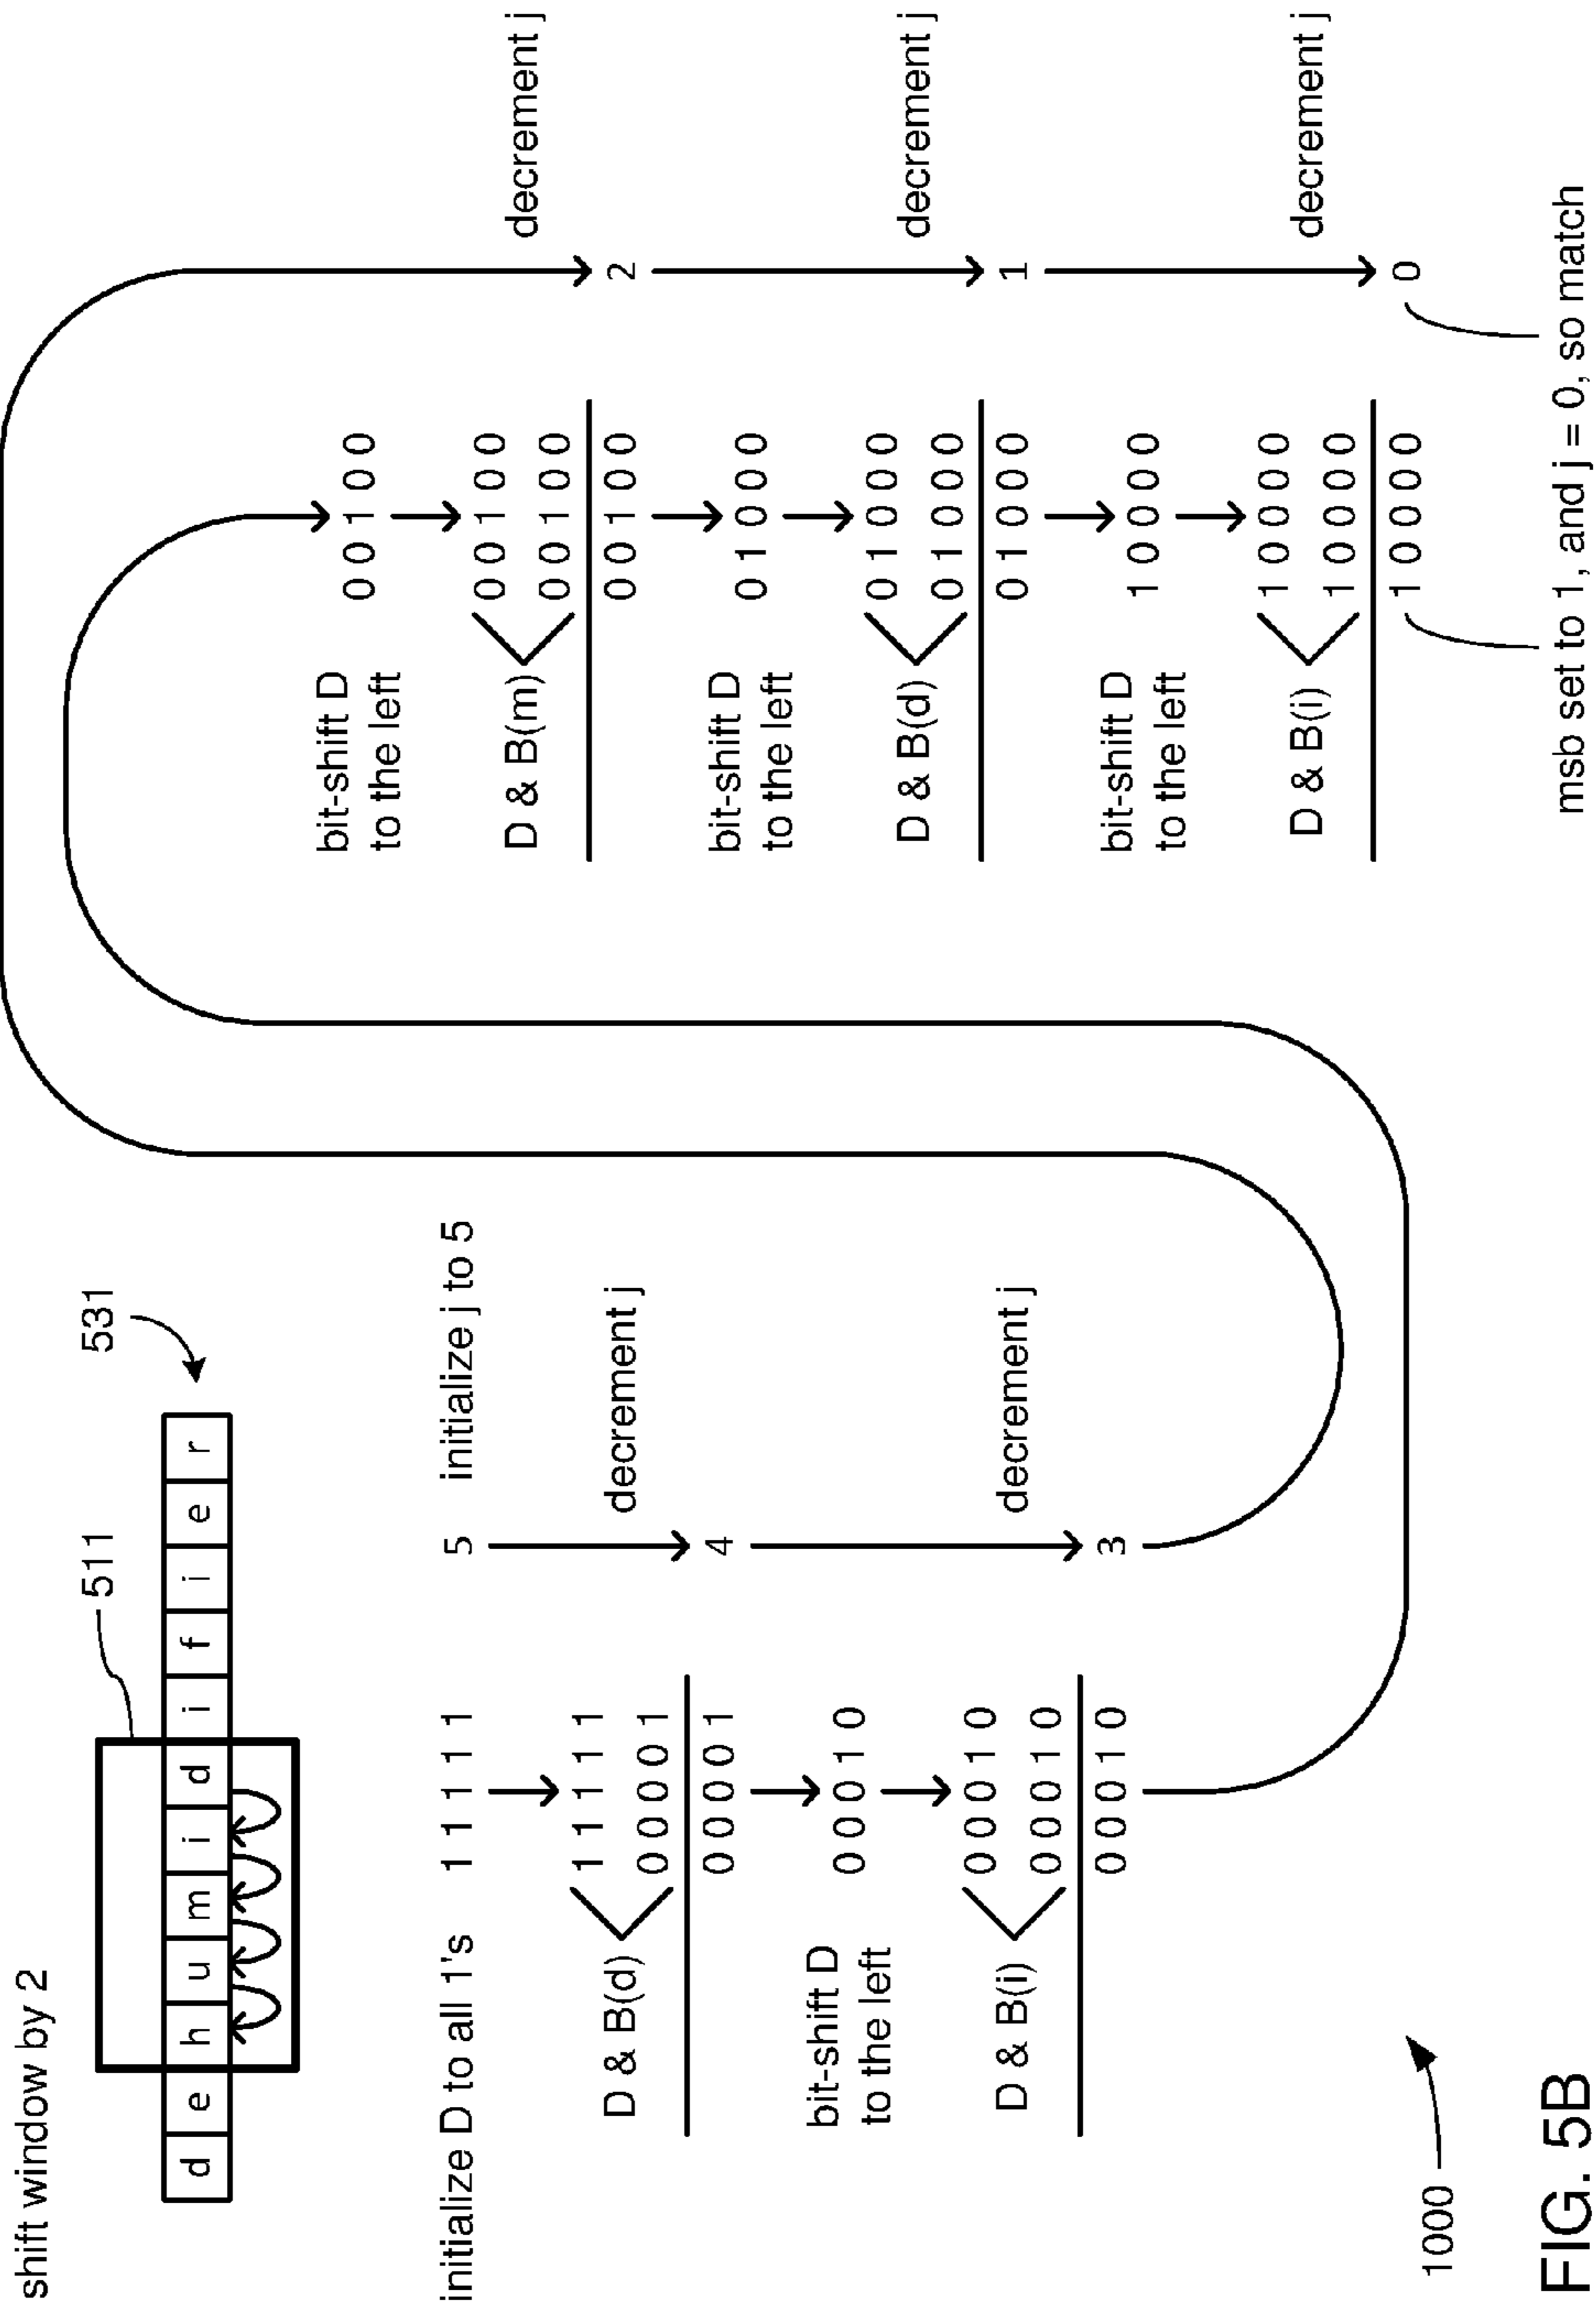 shift window by 2
511
531
d e h u m i d i f i e r
initialize D to all 1's 1 1 1 1 1 5 initialize j to 5
1 1 1 1 1
D & B(d) decrement j
0 0 0 0 1
0 0 0 0 1 4
bit-shift D
to the left
0 0 0 1 0
0 0 0 1 0
D & B(i) decrement j
0 0 0 1 0
0 0 0 1 0 3
bit-shift D
to the left
0 0 1 0 0
0 0 1 0 0
D & B(m) decrement j
0 0 1 0 0
0 0 1 0 0 2
bit-shift D
to the left
0 1 0 0 0
0 1 0 0 0
D & B(d) decrement j
0 1 0 0 0
0 1 0 0 0 1
bit-shift D
to the left
1 0 0 0 0
1 0 0 0 0
D & B(i) decrement j
1 0 0 0 0
1 0 0 0 0 0
msb set to 1, and j = 0, so match
1000
FIG. 5B